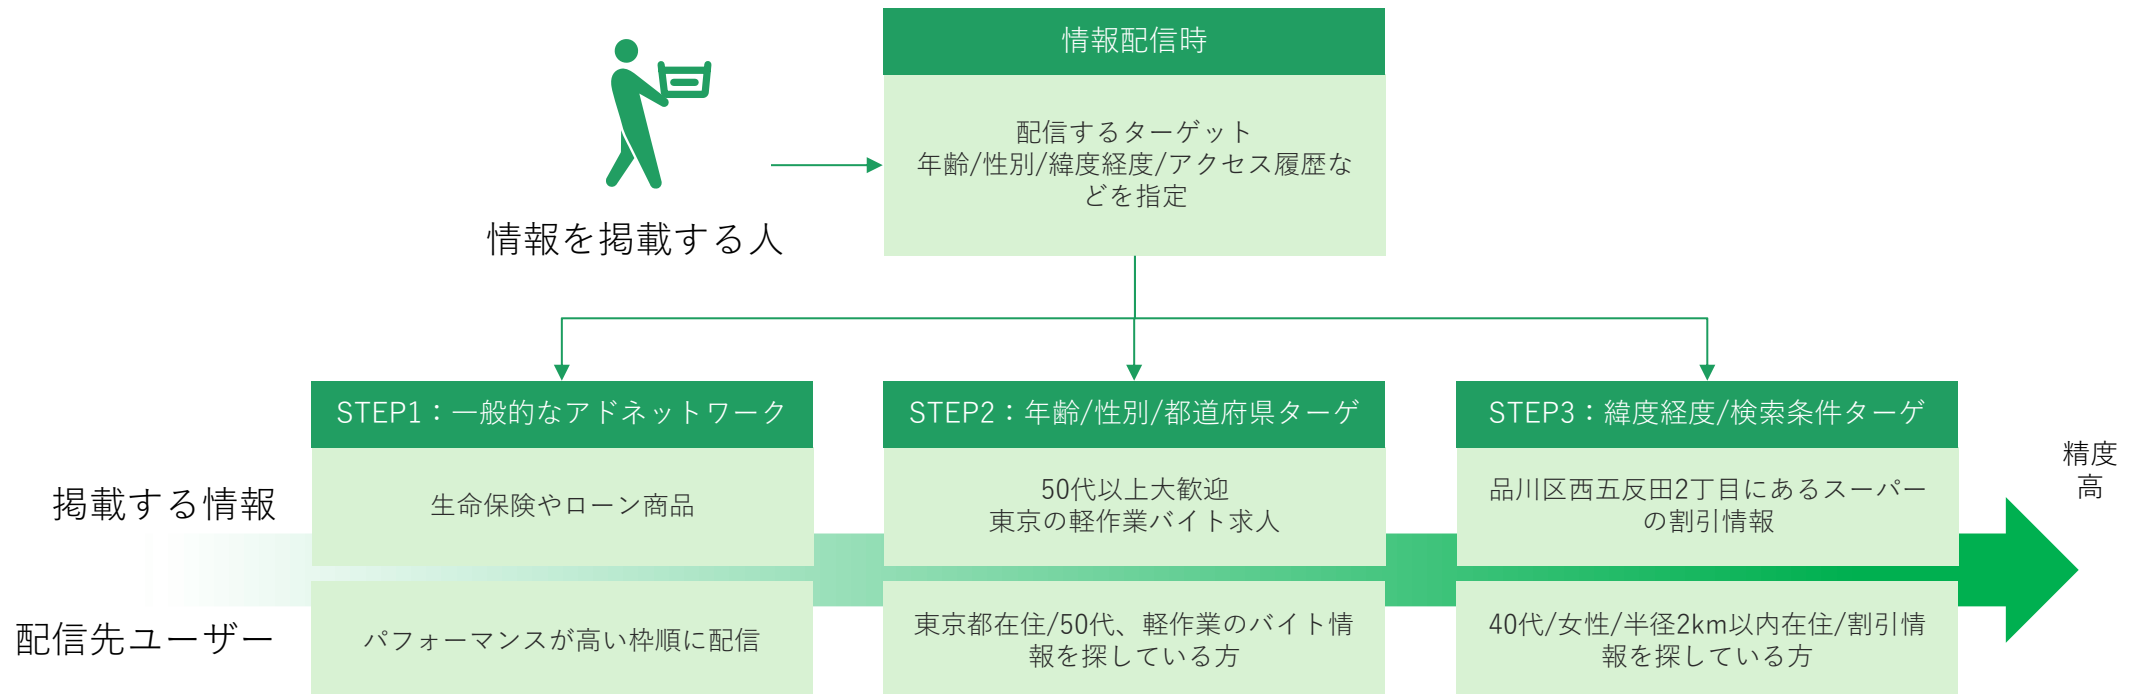 情報配信時
配信するターゲット
年齢/性別/緯度経度/アクセス履歴な
どを指定
情報を掲載する人
STEP1：一般的なアドネットワーク
STEP2：年齢/性別/都道府県ターゲ
STEP3：緯度経度/検索条件ターゲ
精度
高
掲載する情報
生命保険やローン商品
50代以上大歓迎
東京の軽作業バイト求人
品川区西五反田2丁目にあるスーパー
の割引情報
配信先ユーザー
パフォーマンスが高い枠順に配信
東京都在住/50代、軽作業のバイト情
報を探している方
40代/女性/半径2km以内在住/割引情
報を探している方